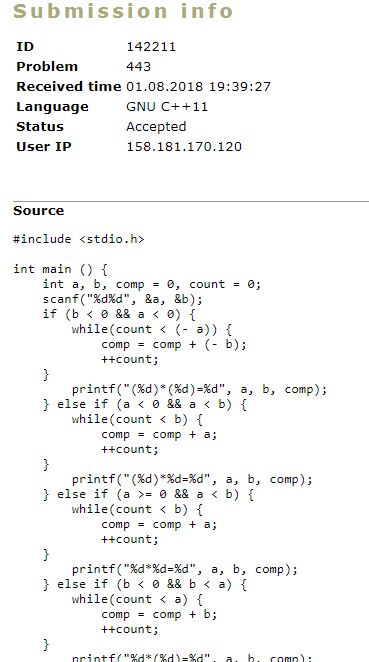 Submission info
ID 142211
Problem 443
Received time 01.08.2018 19:39:27
Language GNU C++11
Status Accepted
User IP 158.181.170.120
Source
#include <stdio.h>
int main () {
    int a, b, comp = 0, count = 0;
    scanf("%d%d", &a, &b);
    if (b < 0 && a < 0) {
        while(count < (- a)) {
            comp = comp + (- b);
            ++count;
    }
        printf("(%d)*(%d)=%d", a, b, comp);
    } else if (a < 0 && a < b) {
        while(count < b) {
            comp = comp + a;
            ++count;
    }
        printf("(%d)*%d=%d", a, b, comp);
    } else if (a >= 0 && a < b) {
        while(count < b) {
            comp = comp + a;
            ++count;
    }
        printf("%d*%d=%d", a, b, comp);
    } else if (b < 0 && b < a) {
        while(count < a) {
            comp = comp + b;
            ++count;
    }
        printf("%d*(%d)=%d", a, b, comp);